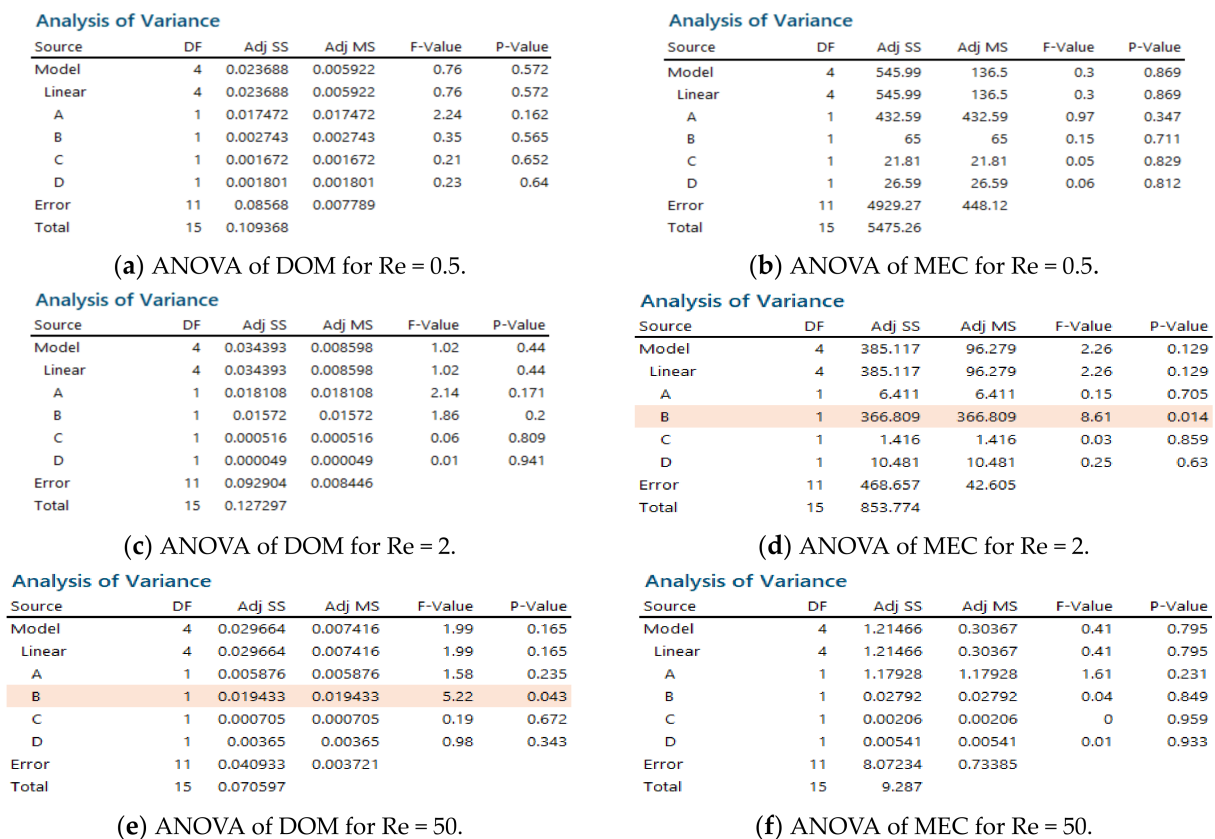 Analysis of Variance
Source DF Adj SS Adj MS F-Value P-Value
Model 4 0.023688 0.005922 0.76 0.572
Linear 4 0.023688 0.005922 0.76 0.572
A 1 0.017472 0.017472 2.24 0.162
B 1 0.002743 0.002743 0.35 0.565
C 1 0.001672 0.001672 0.21 0.652
D 1 0.001801 0.001801 0.23 0.64
Error 11 0.08568 0.007789
Total 15 0.109368
(a) ANOVA of DOM for Re = 0.5.
Analysis of Variance
Source DF Adj SS Adj MS F-Value P-Value
Model 4 545.99 136.5 0.3 0.869
Linear 4 545.99 136.5 0.3 0.869
A 1 432.59 432.59 0.97 0.347
B 1 65 65 0.15 0.711
C 1 21.81 21.81 0.05 0.829
D 1 26.59 26.59 0.06 0.812
Error 11 4929.27 448.12
Total 15 5475.26
(b) ANOVA of MEC for Re = 0.5.
Analysis of Variance
Source DF Adj SS Adj MS F-Value P-Value
Model 4 0.034393 0.008598 1.02 0.44
Linear 4 0.034393 0.008598 1.02 0.44
A 1 0.018108 0.018108 2.14 0.171
B 1 0.01572 0.01572 1.86 0.2
C 1 0.000516 0.000516 0.06 0.809
D 1 0.000049 0.000049 0.01 0.941
Error 11 0.092904 0.008446
Total 15 0.127297
(c) ANOVA of DOM for Re = 2.
Analysis of Variance
Source DF Adj SS Adj MS F-Value P-Value
Model 4 385.117 96.279 2.26 0.129
Linear 4 385.117 96.279 2.26 0.129
A 1 6.411 6.411 0.15 0.705
B 1 366.809 366.809 8.61 0.014
C 1 1.416 1.416 0.03 0.859
D 1 10.481 10.481 0.25 0.63
Error 11 468.657 42.605
Total 15 853.774
(d) ANOVA of MEC for Re = 2.
Analysis of Variance
Source DF Adj SS Adj MS F-Value P-Value
Model 4 0.029664 0.007416 1.99 0.165
Linear 4 0.029664 0.007416 1.99 0.165
A 1 0.005876 0.005876 1.58 0.235
B 1 0.019433 0.019433 5.22 0.043
C 1 0.000705 0.000705 0.19 0.672
D 1 0.00365 0.00365 0.98 0.343
Error 11 0.040933 0.003721
Total 15 0.070597
(e) ANOVA of DOM for Re = 50.
Analysis of Variance
Source DF Adj SS Adj MS F-Value P-Value
Model 4 1.21466 0.30367 0.41 0.795
Linear 4 1.21466 0.30367 0.41 0.795
A 1 1.17928 1.17928 1.61 0.231
B 1 0.02792 0.02792 0.04 0.849
C 1 0.00206 0.00206 0 0.959
D 1 0.00541 0.00541 0.01 0.933
Error 11 8.07234 0.73385
Total 15 9.287
(f) ANOVA of MEC for Re = 50.